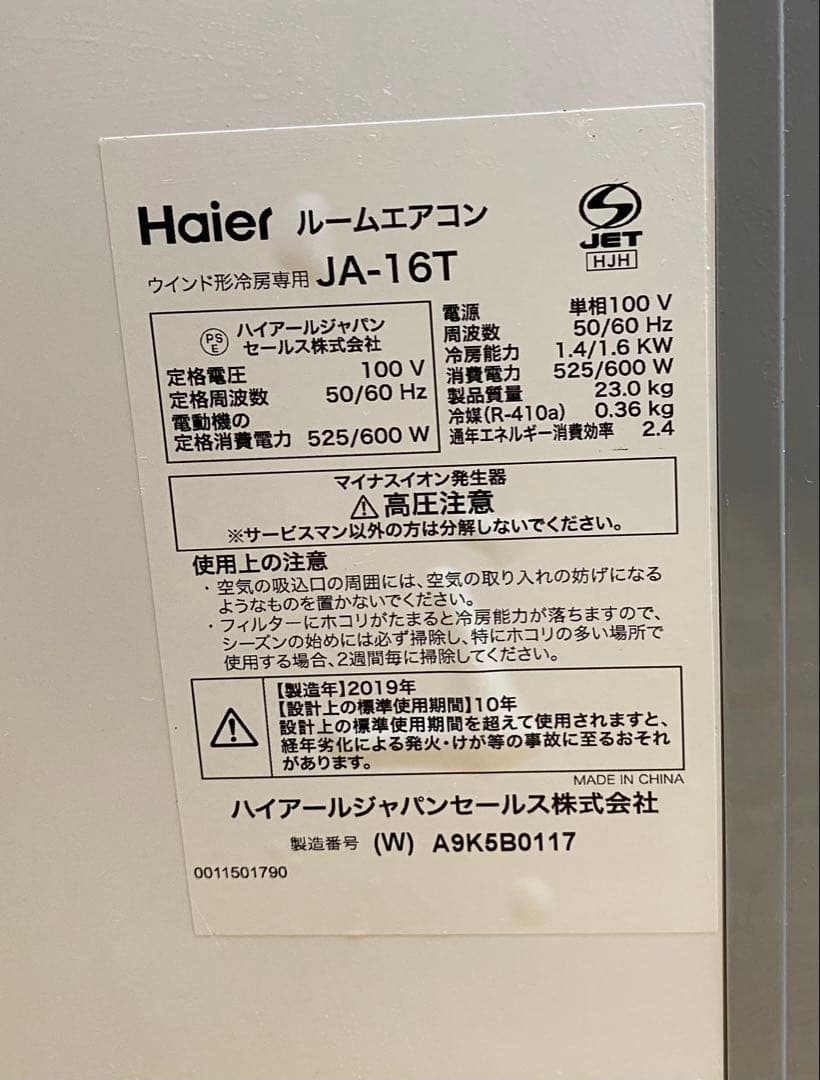 Haier ルームエアコン
JET
HJH
ウインド形冷房専用 JA-16T
PS
E
ハイアールジャパン
セールス株式会社
定格電圧 100 V
定格周波数 50/60 Hz
電動機の
定格消費電力 525/600 W
電源 単相100 V
周波数 50/60 Hz
冷房能力 1.4/1.6 KW
消費電力 525/600 W
製品質量 23.0 kg
冷媒(R-410a) 0.36 kg
通年エネルギー消費効率 2.4
マイナスイオン発生器
⚠高圧注意
※サービスマン以外の方は分解しないでください。
使用上の注意
・空気の吸込口の周囲には、空気の取り入れの妨げになる
ようなものを置かないでください。
・フィルターにホコリがたまると冷房能力が落ちますので、
シーズンの始めには必ず掃除し、特にホコリの多い場所で
使用する場合、2週間毎に掃除してください。
【製造年】2019年
【設計上の標準使用期間】10年
設計上の標準使用期間を超えて使用されますと、
経年劣化による発火・けが等の事故に至るおそれ
があります。
MADE IN CHINA
ハイアールジャパンセールス株式会社
製造番号 (W) A9K5B0117
0011501790